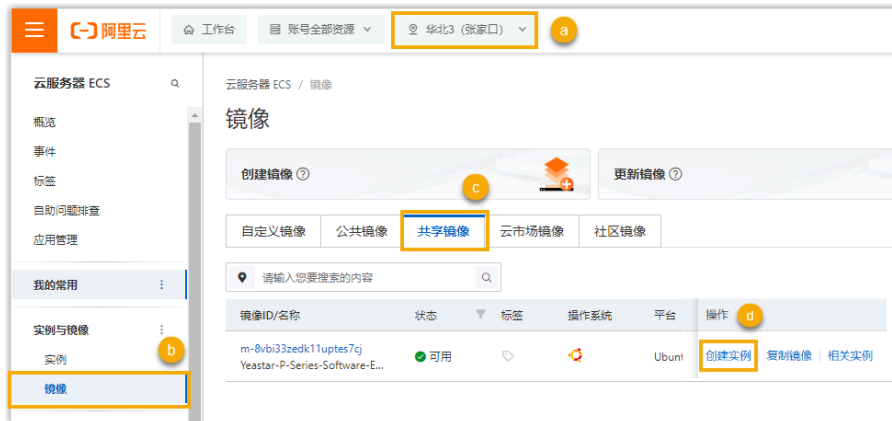 阿里云 工作台 账号全部资源 华北3（张家口） a
云服务器 ECS
概览
事件
标签
自助问题排查
应用管理
我的常用
实例与镜像
b
实例
镜像
云服务器 ECS / 镜像
镜像
创建镜像
更新镜像
c
自定义镜像 公共镜像 共享镜像 云市场镜像 社区镜像
请输入您要搜索的内容
镜像ID/名称 状态 标签 操作系统 平台 操作 d
m-8vbi33zedk11uptes7cj
Yeastar-P-Series-Software-E... 可用 Ubunt 创建实例 复制镜像 相关实例